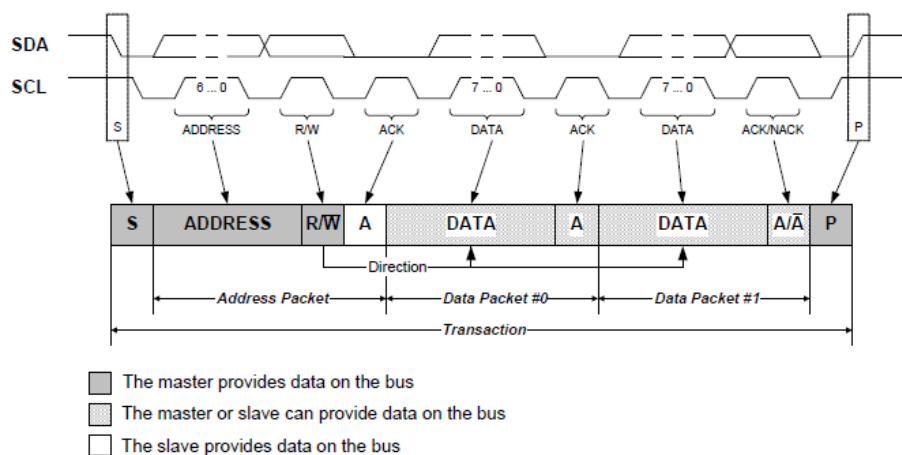 SDA
SCL
6 ... 0
7 ... 0
7 ... 0
S
ADDRESS
R/W
ACK
DATA
ACK
DATA
ACK/NACK
P
S
ADDRESS
R/W̅
A
DATA
A
DATA
A/A̅
P
Direction
Address Packet
Data Packet #0
Data Packet #1
Transaction
The master provides data on the bus
The master or slave can provide data on the bus
The slave provides data on the bus